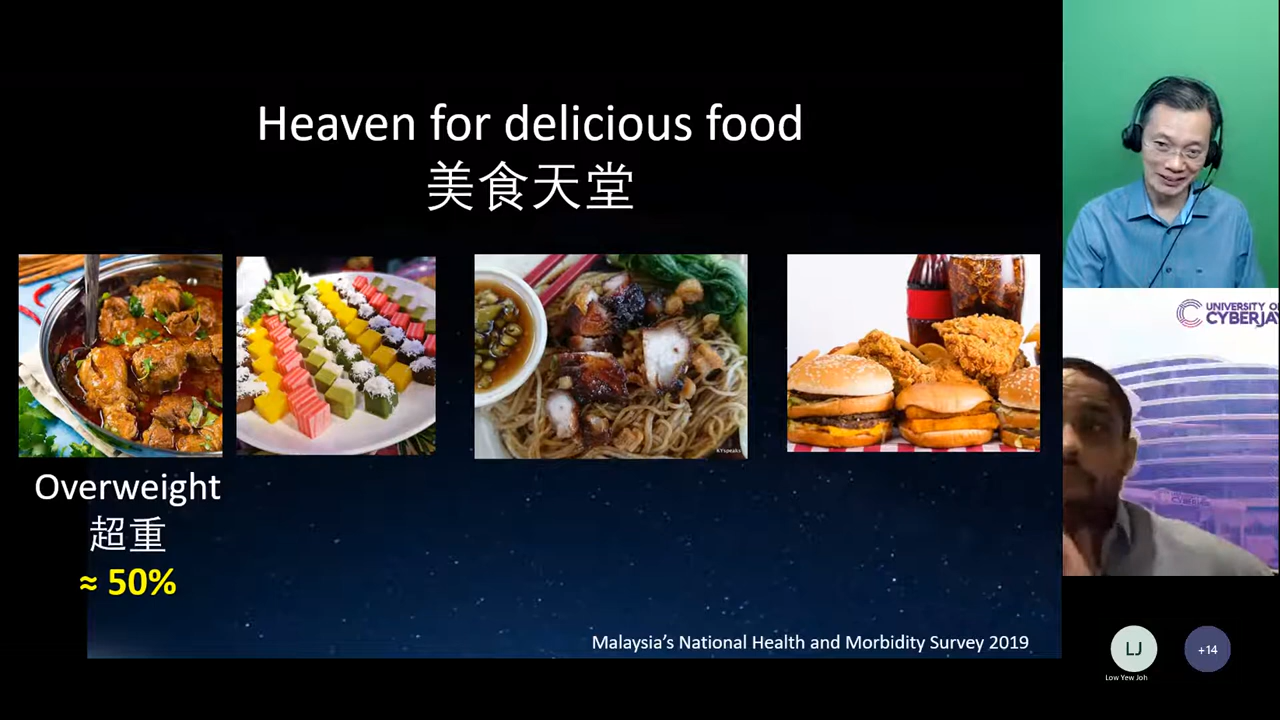 Heaven for delicious food
美食天堂
KYspeaks
Overweight
超重
≈ 50%
Malaysia's National Health and Morbidity Survey 2019
UNIVERSITY OF
CYBERJAY
LJ
Low Yew Joh
+14